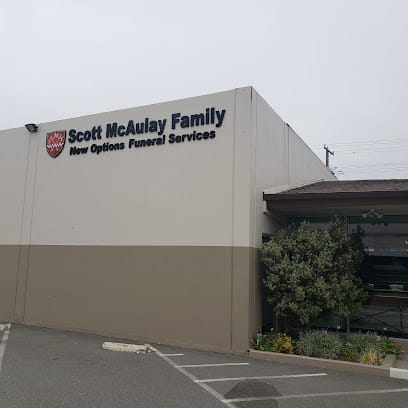 Scott McAulay Family
New Options Funeral Services